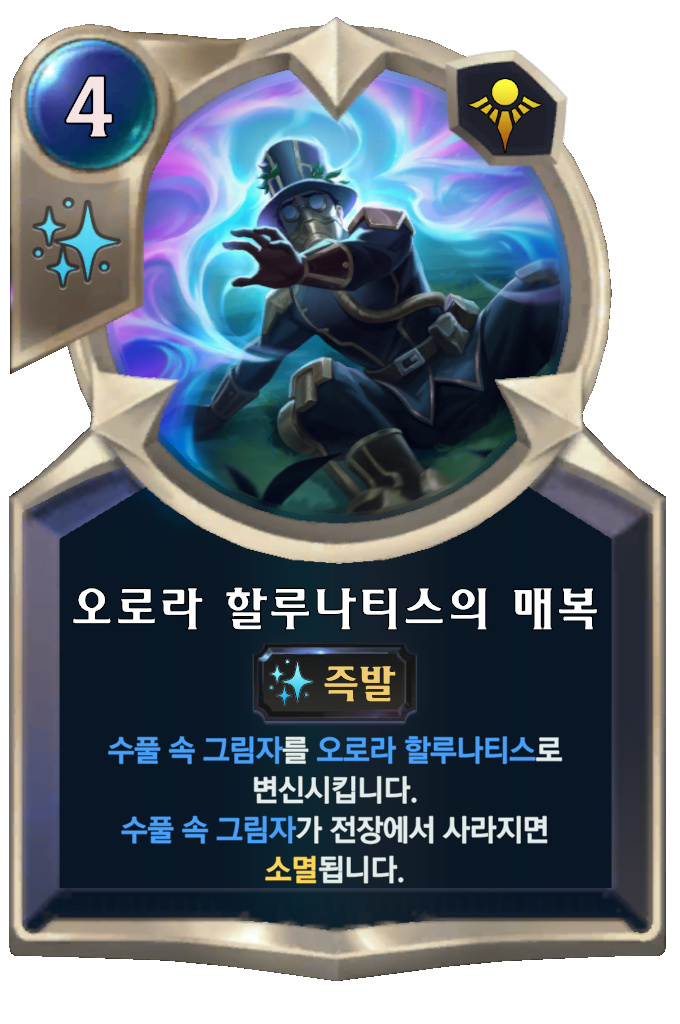 4
오로라 할루나티스의 매복
즉발
수풀 속 그림자를 오로라 할루나티스로
변신시킵니다.
수풀 속 그림자가 전장에서 사라지면
소멸됩니다.